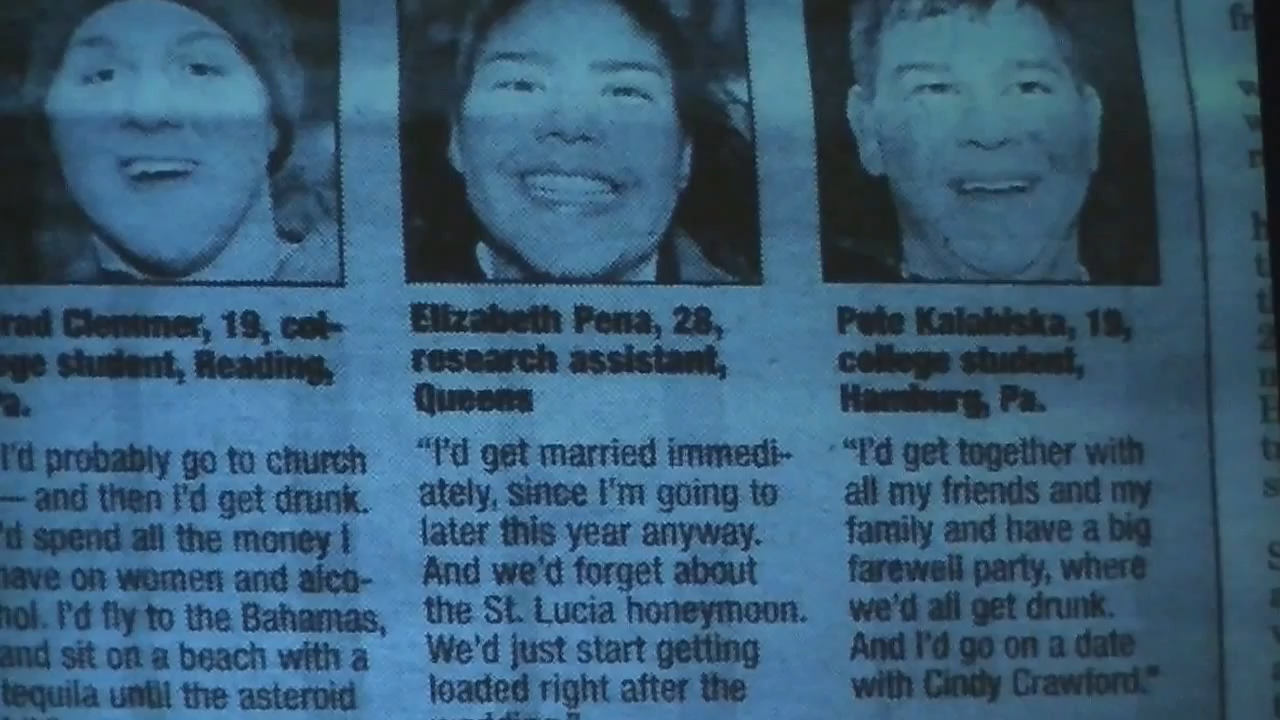 rad Clemmer, 19, col-
ege student, Reading,
Pa.
I'd probably go to church
— and then I'd get drunk.
I'd spend all the money I
have on women and alco-
hol. I'd fly to the Bahamas,
and sit on a beach with a
tequila until the asteroid
Elizabeth Pena, 28,
research assistant,
Queens
“I'd get married immedi-
ately, since I'm going to
later this year anyway.
And we'd forget about
the St. Lucia honeymoon.
We'd just start getting
loaded right after the
wedding.”
Pete Kalabiska, 19,
college student,
Hamburg, Pa.
“I'd get together with
all my friends and my
family and have a big
farewell party, where
we'd all get drunk.
And I'd go on a date
with Cindy Crawford.”